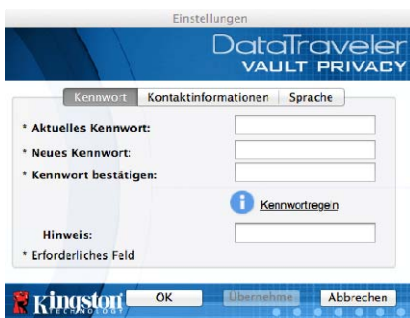 Einstellungen
DataTraveler
VAULT PRIVACY
Kennwort Kontaktinformationen Sprache
* Aktuelles Kennwort:
* Neues Kennwort:
* Kennwort bestätigen:
Kennwortregeln
Hinweis:
* Erforderliches Feld
Kingston
TECHNOLOGY
OK Übernehme Abbrechen